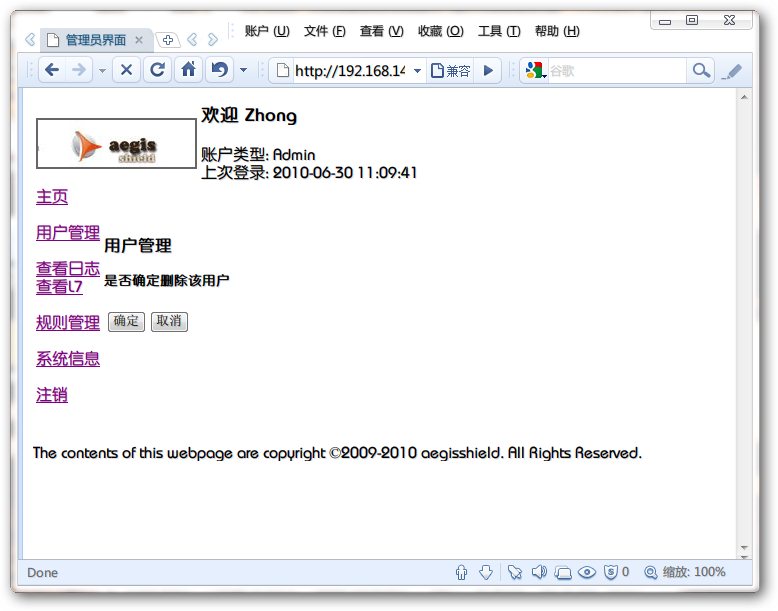 账户 (U) 文件 (F) 查看 (V) 收藏 (O) 工具 (T) 帮助 (H)
管理员界面
http://192.168.14
兼容
谷歌
aegis
shield
欢迎 Zhong
账户类型: Admin
上次登录: 2010-06-30 11:09:41
主页
用户管理
查看日志
查看l7
规则管理
系统信息
注销
用户管理
是否确定删除该用户
确定 取消
The contents of this webpage are copyright ©2009-2010 aegisshield. All Rights Reserved.
Done
0
缩放: 100%